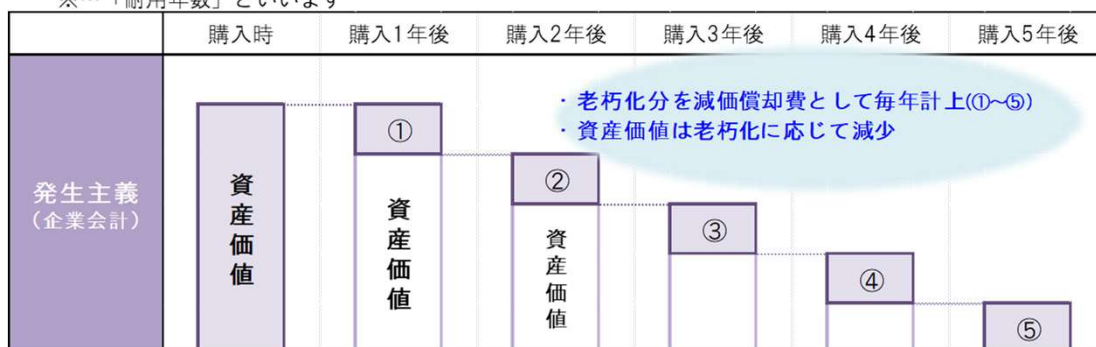 ※…「耐用年数」といいます
購入時 購入1年後 購入2年後 購入3年後 購入4年後 購入5年後
・老朽化分を減価償却費として毎年計上(①~⑤)
・資産価値は老朽化に応じて減少
発生主義
(企業会計)
資産価値
①
資産価値
②
資産価値
③
④
⑤